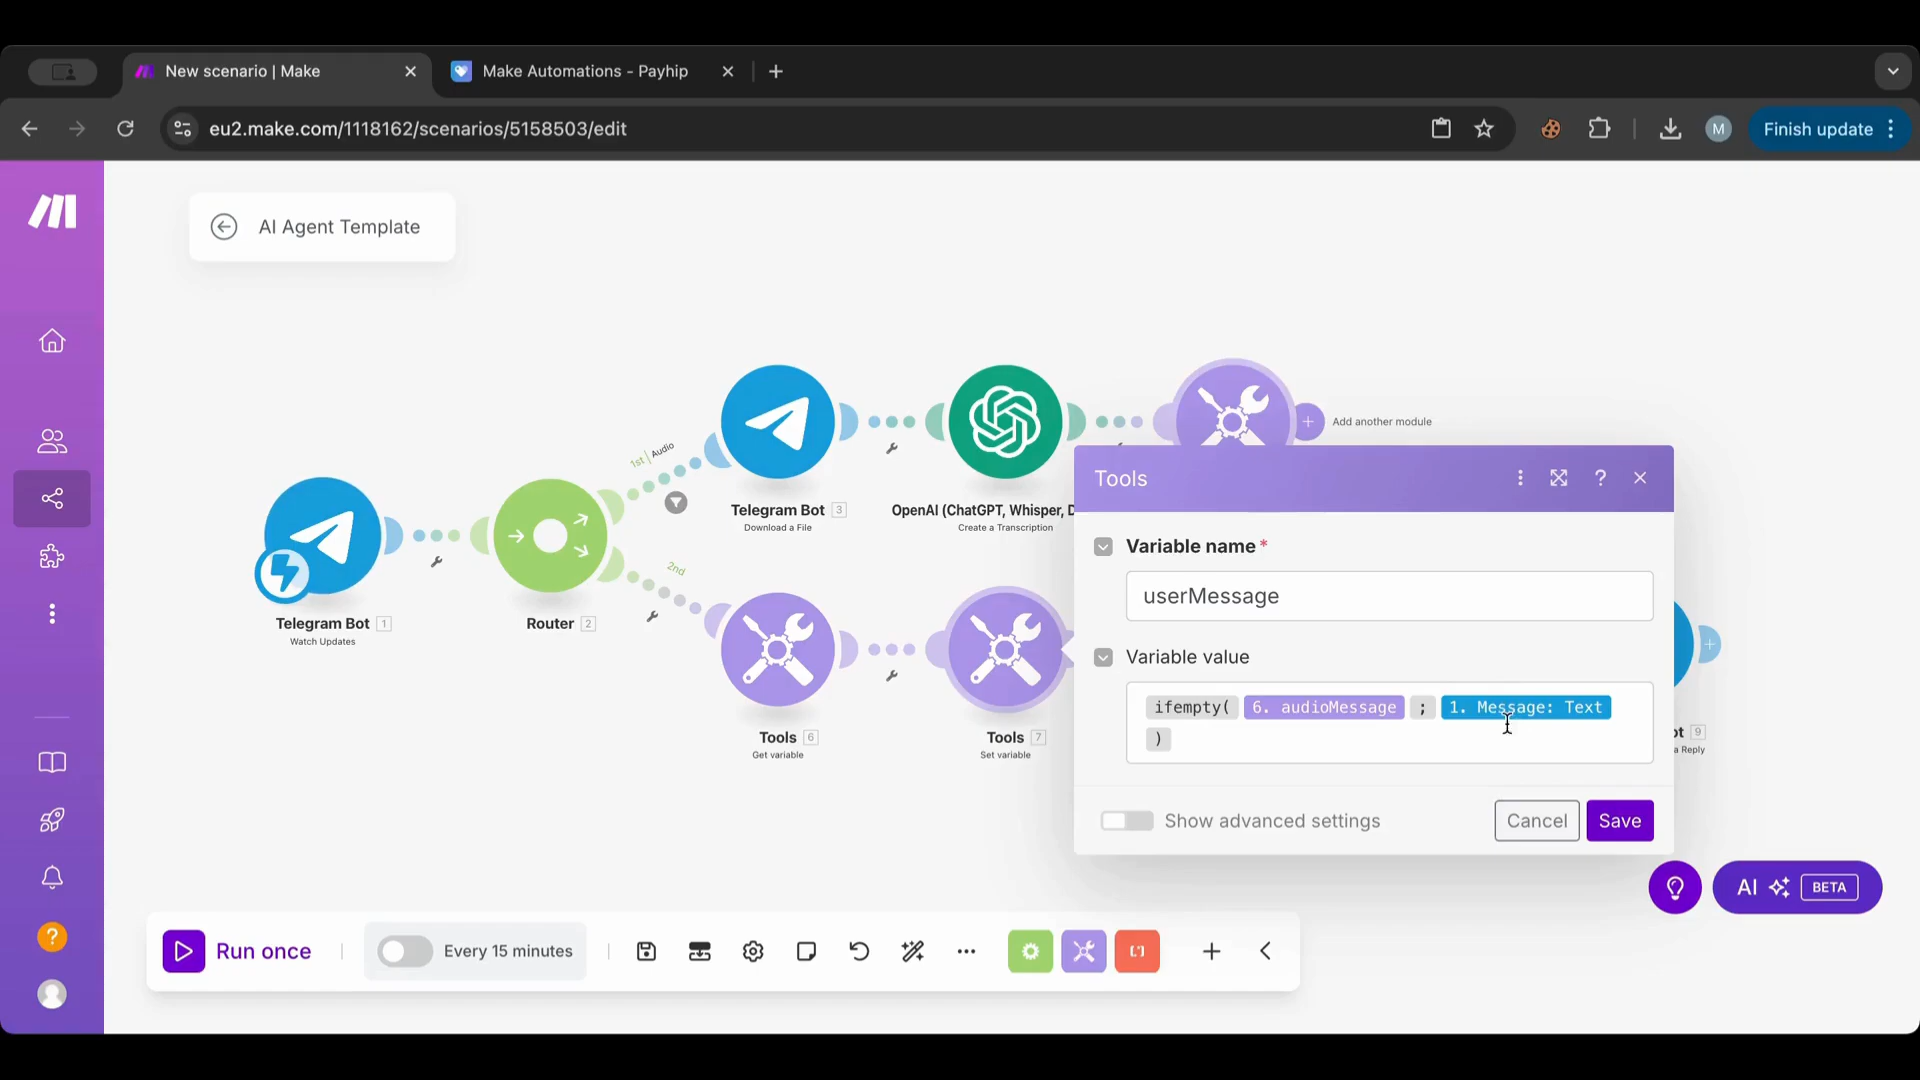 New scenario | Make
Make Automations - Payhip
eu2.make.com/1118162/scenarios/5158503/edit
M
Finish update
AI Agent Template
1st | Audio
Add another module
Telegram Bot 3
Download a File
OpenAI (ChatGPT, Whisper, D
Create a Transcription
Telegram Bot 1
Watch Updates
Router 2
2nd
Tools 6
Get variable
Tools 7
Set variable
ot 9
a Reply
Tools
?
Variable name*
userMessage
Variable value
ifempty( 6. audioMessage ; 1. Message: Text
)
Show advanced settings
Cancel
Save
AI BETA
?
Run once
Every 15 minutes